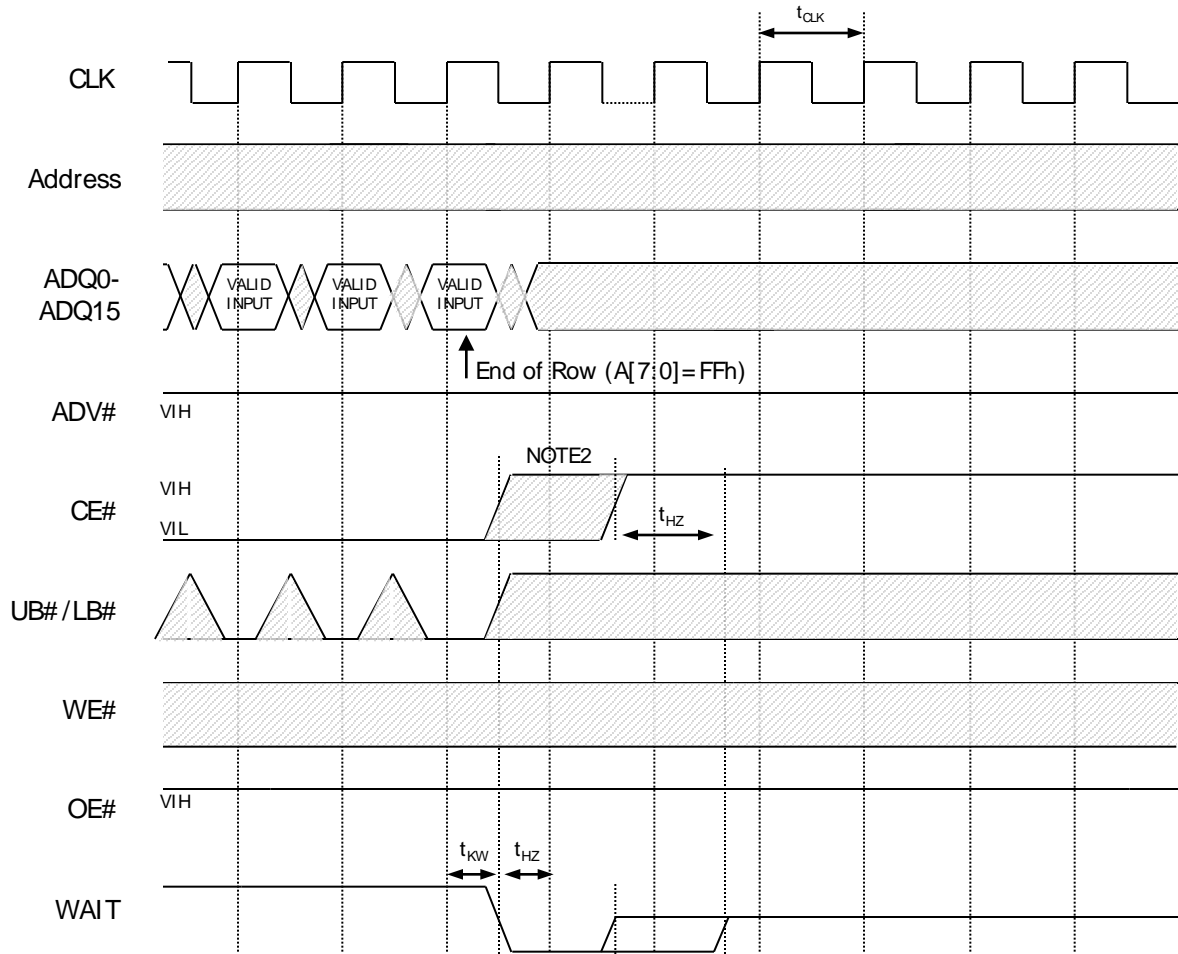 tCLK
CLK
Address
ADQ0-
ADQ15
VALID
INPUT
VALID
INPUT
VALID
INPUT
End of Row (A[7:0]=FFh)
ADV#
VIH
NOTE2
CE#
VIH
VIL
tHZ
UB#/LB#
WE#
OE#
VIH
tKW
tHZ
WAIT